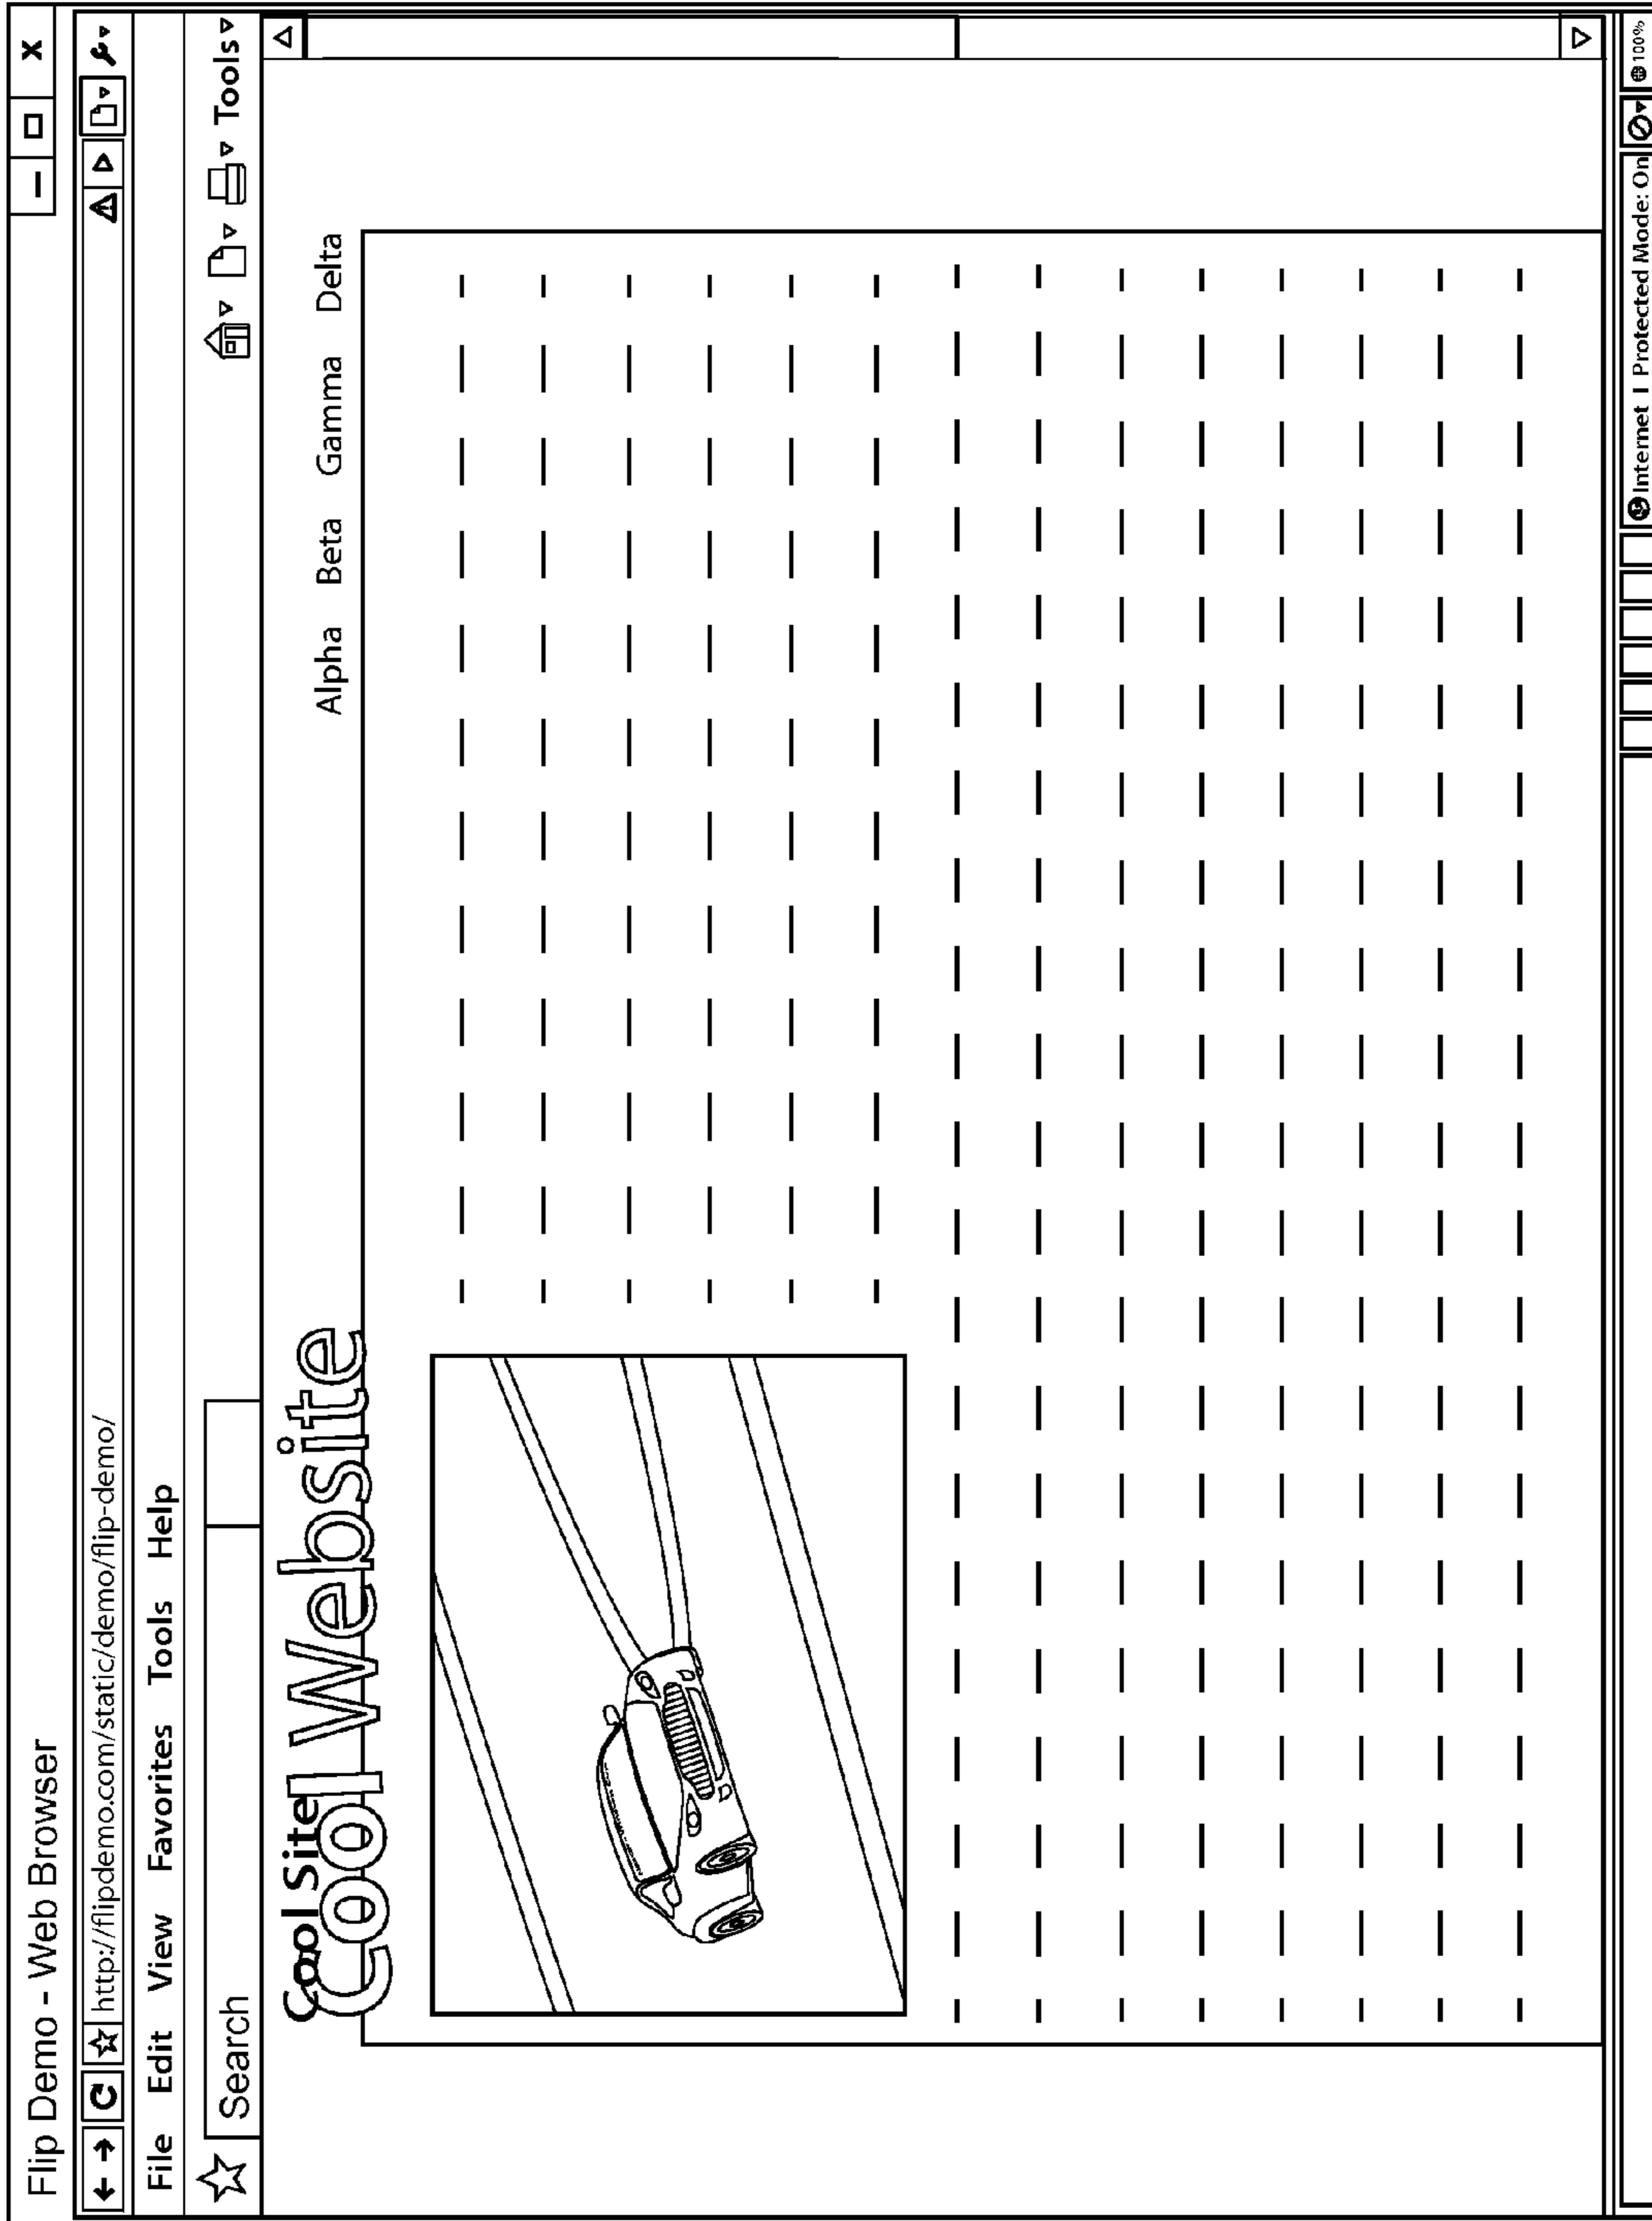 Flip Demo - Web Browser
http://flipdemo.com/static/demo/flip-demo/
File Edit View Favorites Tools Help
Search
Tools
Cool Site
Cool Website
Alpha Beta Gamma Delta
Internet | Protected Mode: On
100%